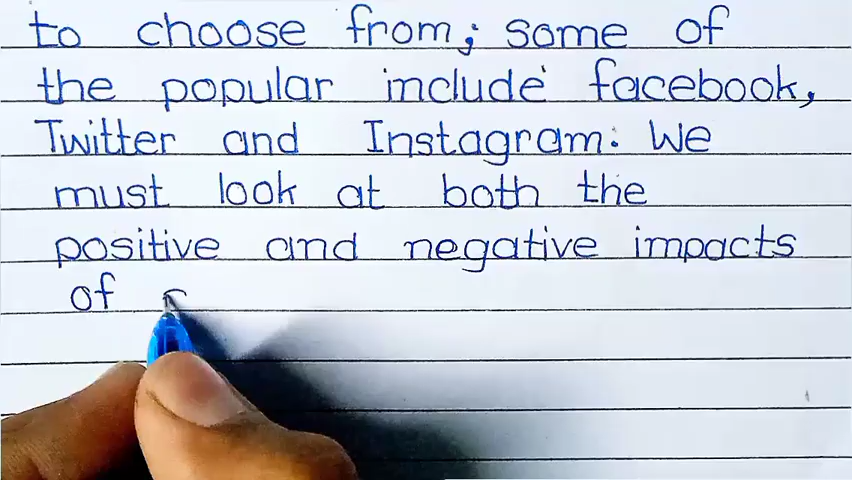 to choose from; some of
the popular include facebook,
Twitter and Instagram. We
must look at both the
positive and negative impacts
of